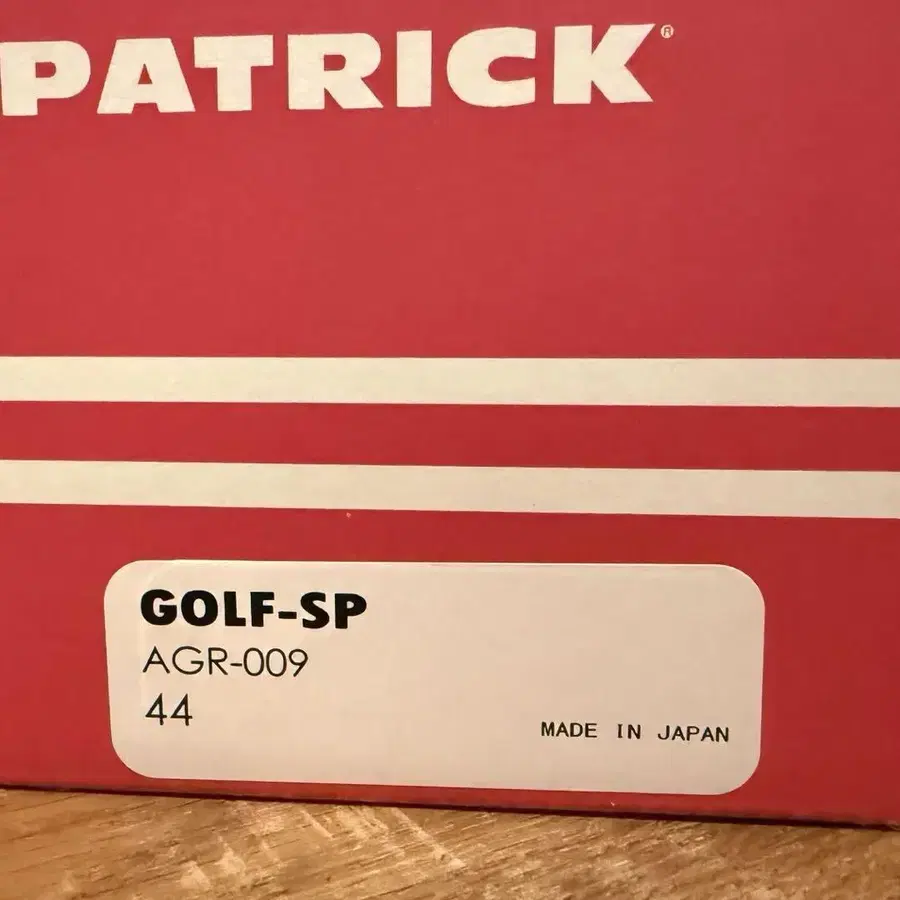 PATRICK®
GOLF-SP
AGR-009
44
MADE IN JAPAN